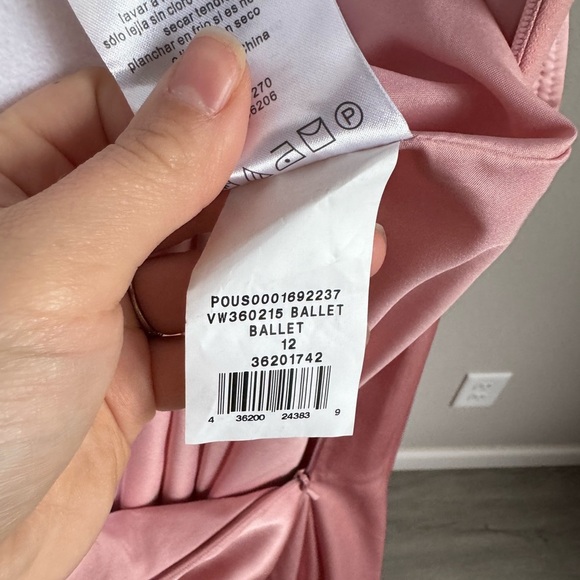 lavar a
sólo lejía sin cloro
secar tend
planchar en frío si es ne
en seco
china
270
6206
P
POUS0001692237
VW360215 BALLET
BALLET
12
36201742
4 36200 24383 9